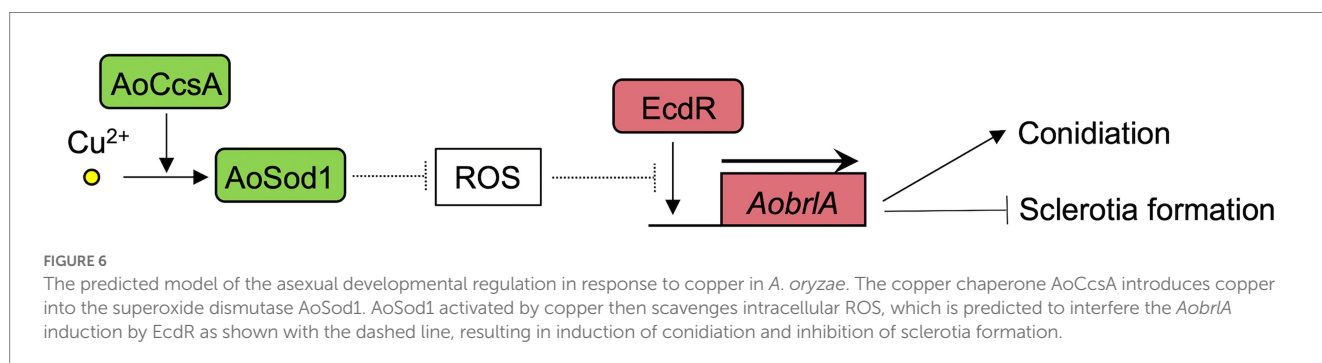 AoCcsA
Cu²⁺
AoSod1
ROS
EcdR
AobrlA
Conidiation
Sclerotia formation
FIGURE 6
The predicted model of the asexual developmental regulation in response to copper in A. oryzae. The copper chaperone AoCcsA introduces copper
into the superoxide dismutase AoSod1. AoSod1 activated by copper then scavenges intracellular ROS, which is predicted to interfere the AobrlA
induction by EcdR as shown with the dashed line, resulting in induction of conidiation and inhibition of sclerotia formation.